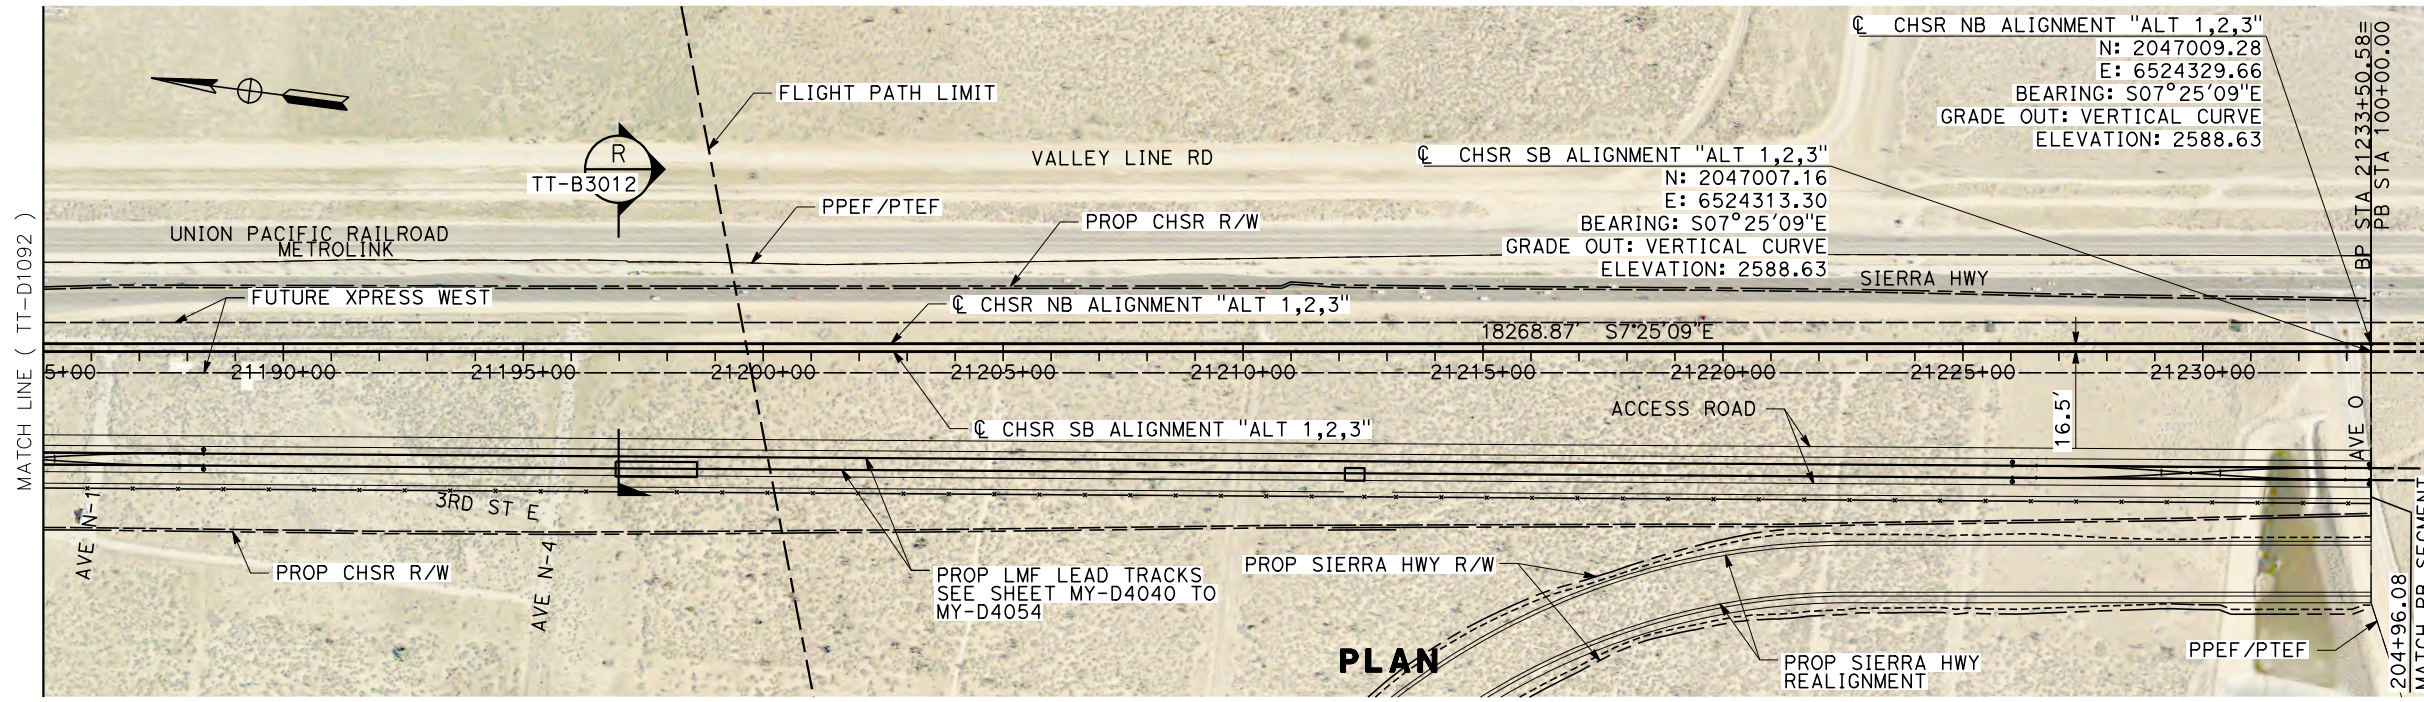 ℄ CHSR NB ALIGNMENT "ALT 1,2,3"
N: 2047009.28
E: 6524329.66
BEARING: S07°25'09"E
GRADE OUT: VERTICAL CURVE
ELEVATION: 2588.63
BP STA 21233+50.58=
PB STA 100+00.00
FLIGHT PATH LIMIT
R
TT-B3012
VALLEY LINE RD
℄ CHSR SB ALIGNMENT "ALT 1,2,3"
N: 2047007.16
E: 6524313.30
BEARING: S07°25'09"E
GRADE OUT: VERTICAL CURVE
ELEVATION: 2588.63
PPEF/PTEF
PROP CHSR R/W
UNION PACIFIC RAILROAD
METROLINK
MATCH LINE ( TT-D1092 )
SIERRA HWY
FUTURE XPRESS WEST
℄ CHSR NB ALIGNMENT "ALT 1,2,3"
18268.87' S7°25'09"E
5+00 21190+00 21195+00 21200+00 21205+00 21210+00 21215+00 21220+00 21225+00 21230+00
℄ CHSR SB ALIGNMENT "ALT 1,2,3"
ACCESS ROAD
16.5'
AVE O
3RD ST E
AVE N-1
AVE N-4
PROP CHSR R/W
PROP LMF LEAD TRACKS
SEE SHEET MY-D4040 TO
MY-D4054
PROP SIERRA HWY R/W
PLAN
PROP SIERRA HWY
REALIGNMENT
PPEF/PTEF
204+96.08
MATCH PB SEGMENT